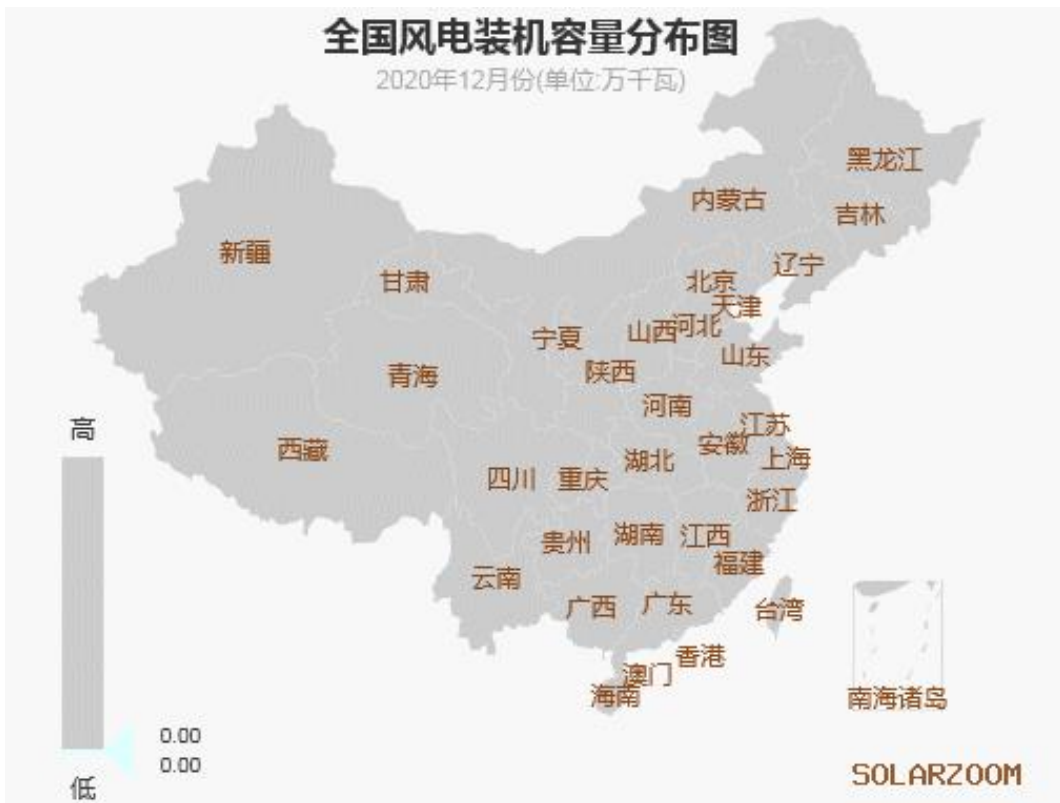 全国风电装机容量分布图
2020年12月份(单位:万千瓦)
黑龙江
内蒙古
吉林
新疆
辽宁
甘肃
北京
天津
河北
山西
宁夏
山东
陕西
青海
河南
江苏
高
安徽
西藏
湖北
上海
四川
重庆
浙江
湖南
江西
贵州
福建
云南
广西
广东
台湾
香港
澳门
海南
南海诸岛
0.00
0.00
低
SOLARZOOM